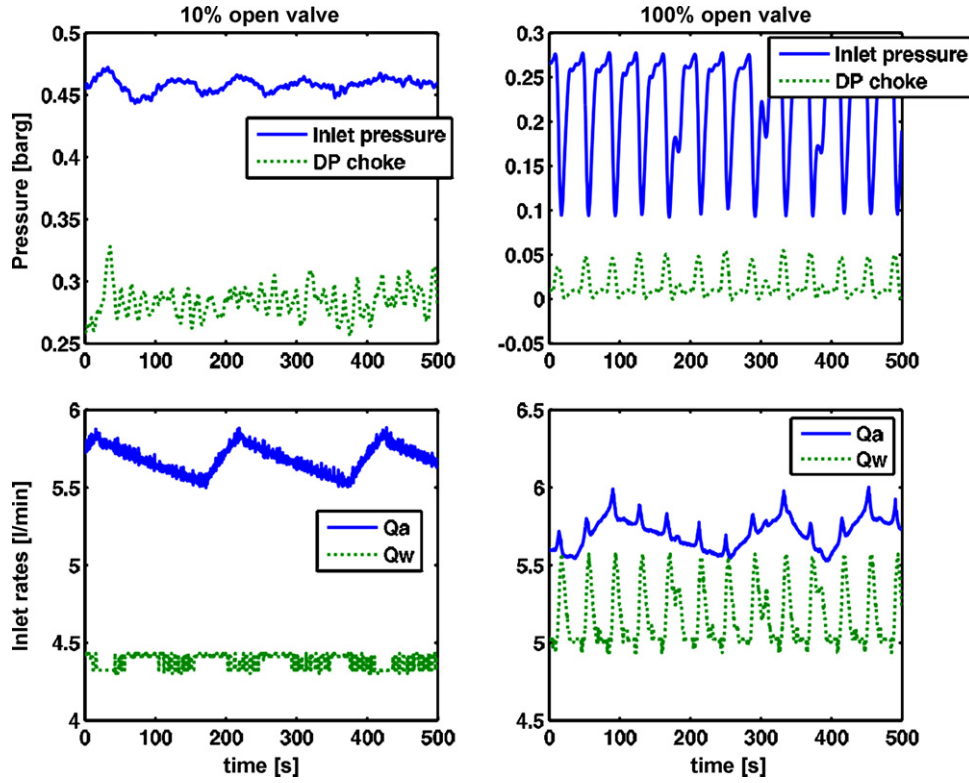 10% open valve
100% open valve
Pressure [barg]
0.5
0.45
0.4
0.35
0.3
0.25
Inlet pressure
DP choke
0 100 200 300 400 500
0.3
0.25
0.2
0.15
0.1
0.05
0
-0.05
Inlet pressure
DP choke
0 100 200 300 400 500
Inlet rates [l/min]
6
5.5
5
4.5
4
Qa
Qw
0 100 200 300 400 500
time [s]
6.5
6
5.5
5
4.5
Qa
Qw
0 100 200 300 400 500
time [s]